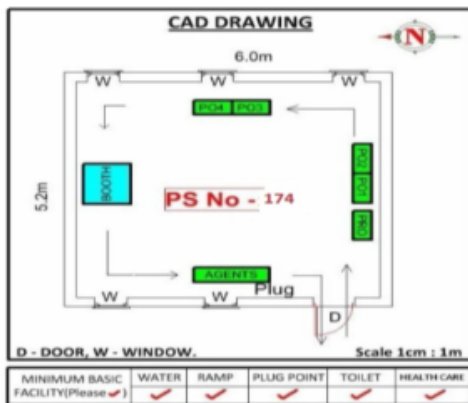 CAD DRAWING
N
6.0m
W W W
PO4 PO3
5.2m
BOOTH
PO2
PO1
PS No - 174
PRO
AGENTS
Plug
W W
D
D - DOOR, W - WINDOW.
Scale 1cm : 1m
MINIMUM BASIC FACILITY(Please ✓)
WATER
RAMP
PLUG POINT
TOILET
HEALTH CARE
✓ ✓ ✓ ✓ ✓